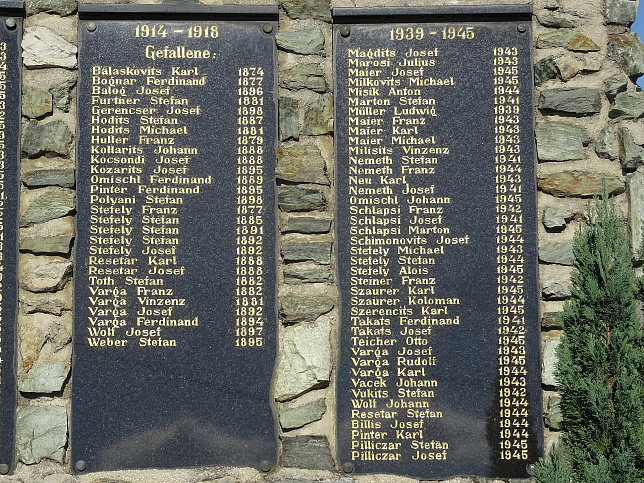 1914 - 1918
Gefallene:
Balaskovits Karl 1874
Bognar Ferdinand 1877
Balog Josef 1896
Furtner Stefan 1881
Gerencser Josef 1898
Hodits Stefan 1887
Hodits Michael 1881
Huller Franz 1879
Kollarits Johann 1888
Kocsondi Josef 1888
Kozarits Josef 1895
Omischl Ferdinand 1889
Pinter Ferdinand 1895
Polyani Stefan 1898
Stefely Franz 1877
Stefely Stefan 1885
Stefely Stefan 1891
Stefely Stefan 1892
Stefely Josef 1892
Resetar Karl 1888
Resetar Josef 1888
Toth Stefan 1882
Varga Franz 1882
Varga Vinzenz 1881
Varga Josef 1892
Varga Ferdinand 1894
Wolf Josef 1897
Weber Stefan 1895
1939 - 1945
Magdits Josef 1943
Marosi Julius 1943
Maier Josef 1945
Milkovits Michael 1945
Misik Anton 1944
Marton Stefan 1941
Müller Ludwig 1939
Maier Franz 1943
Maier Karl 1943
Maier Michael 1943
Milisits Vinzenz 1943
Nemeth Stefan 1941
Nemeth Franz 1944
Neu Karl 1943
Nemeth Josef 1941
Omischl Johann 1945
Schlapsi Franz 1942
Schlapsi Josef 1941
Schlapsi Marton 1945
Schimonovits Josef 1944
Stefely Michael 1943
Stefely Stefan 1944
Stefely Alois 1945
Steiner Franz 1942
Szaurer Karl 1945
Szaurer Koloman 1944
Szerencits Karl 1945
Takats Ferdinand 1941
Takats Josef 1942
Teicher Otto 1945
Varga Josef 1943
Varga Rudolf 1945
Varga Karl 1944
Vacek Johann 1943
Vukits Stefan 1942
Wolf Johann 1944
Resetar Stefan 1944
Billis Josef 1944
Pinter Karl 1944
Pilliczar Stefan 1945
Pilliczar Josef 1945